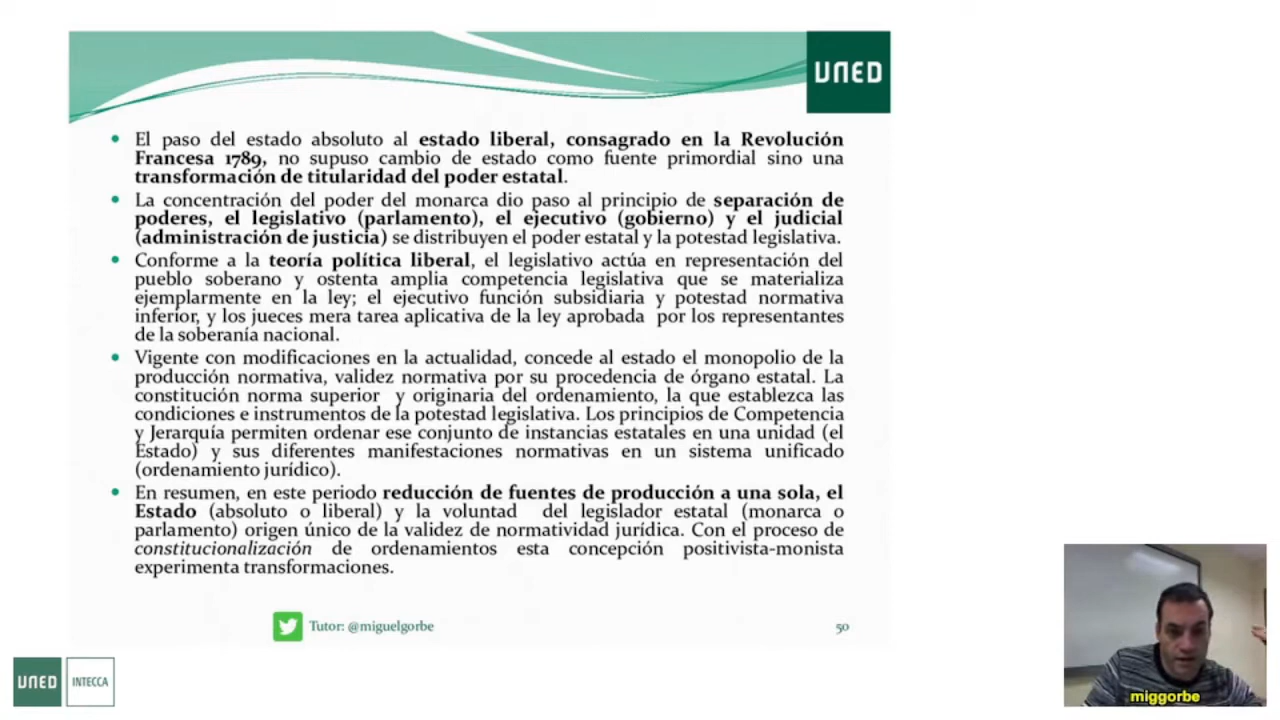 UNED
• El paso del estado absoluto al estado liberal, consagrado en la Revolución
Francesa 1789, no supuso cambio de estado como fuente primordial sino una
transformación de titularidad del poder estatal.
• La concentración del poder del monarca dio paso al principio de separación de
poderes, el legislativo (parlamento), el ejecutivo (gobierno) y el judicial
(administración de justicia) se distribuyen el poder estatal y la potestad legislativa.
• Conforme a la teoría política liberal, el legislativo actúa en representación del
pueblo soberano y ostenta amplia competencia legislativa que se materializa
ejemplarmente en la ley; el ejecutivo función subsidiaria y potestad normativa
inferior, y los jueces mera tarea aplicativa de la ley aprobada por los representantes
de la soberanía nacional.
• Vigente con modificaciones en la actualidad, concede al estado el monopolio de la
producción normativa, validez normativa por su procedencia de órgano estatal. La
constitución norma superior y originaria del ordenamiento, la que establezca las
condiciones e instrumentos de la potestad legislativa. Los principios de Competencia
y Jerarquía permiten ordenar ese conjunto de instancias estatales en una unidad (el
Estado) y sus diferentes manifestaciones normativas en un sistema unificado
(ordenamiento jurídico).
• En resumen, en este periodo reducción de fuentes de producción a una sola, el
Estado (absoluto o liberal) y la voluntad del legislador estatal (monarca o
parlamento) origen único de la validez de normatividad jurídica. Con el proceso de
constitucionalización de ordenamientos esta concepción positivista-monista
experimenta transformaciones.
Tutor: @miguelgorbe
50
UNED INTECCA
miggorbe